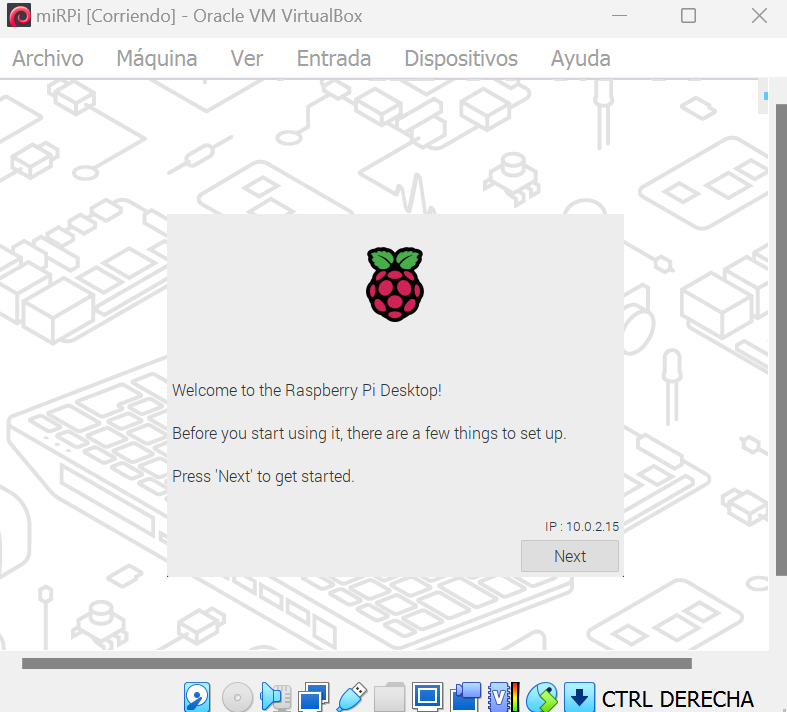 miRPi [Corriendo] - Oracle VM VirtualBox
Archivo Máquina Ver Entrada Dispositivos Ayuda
Welcome to the Raspberry Pi Desktop!
Before you start using it, there are a few things to set up.
Press 'Next' to get started.
IP : 10.0.2.15
Next
V
CTRL DERECHA